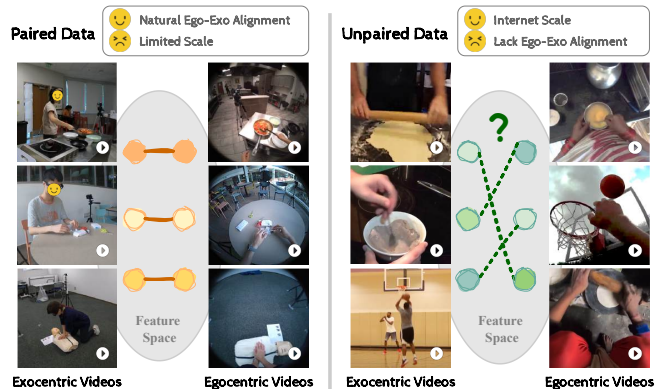 Paired Data
Natural Ego-Exo Alignment
Limited Scale
Feature
Space
Exocentric Videos
Egocentric Videos
Unpaired Data
Internet Scale
Lack Ego-Exo Alignment
?
Feature
Space
Exocentric Videos
Egocentric Videos